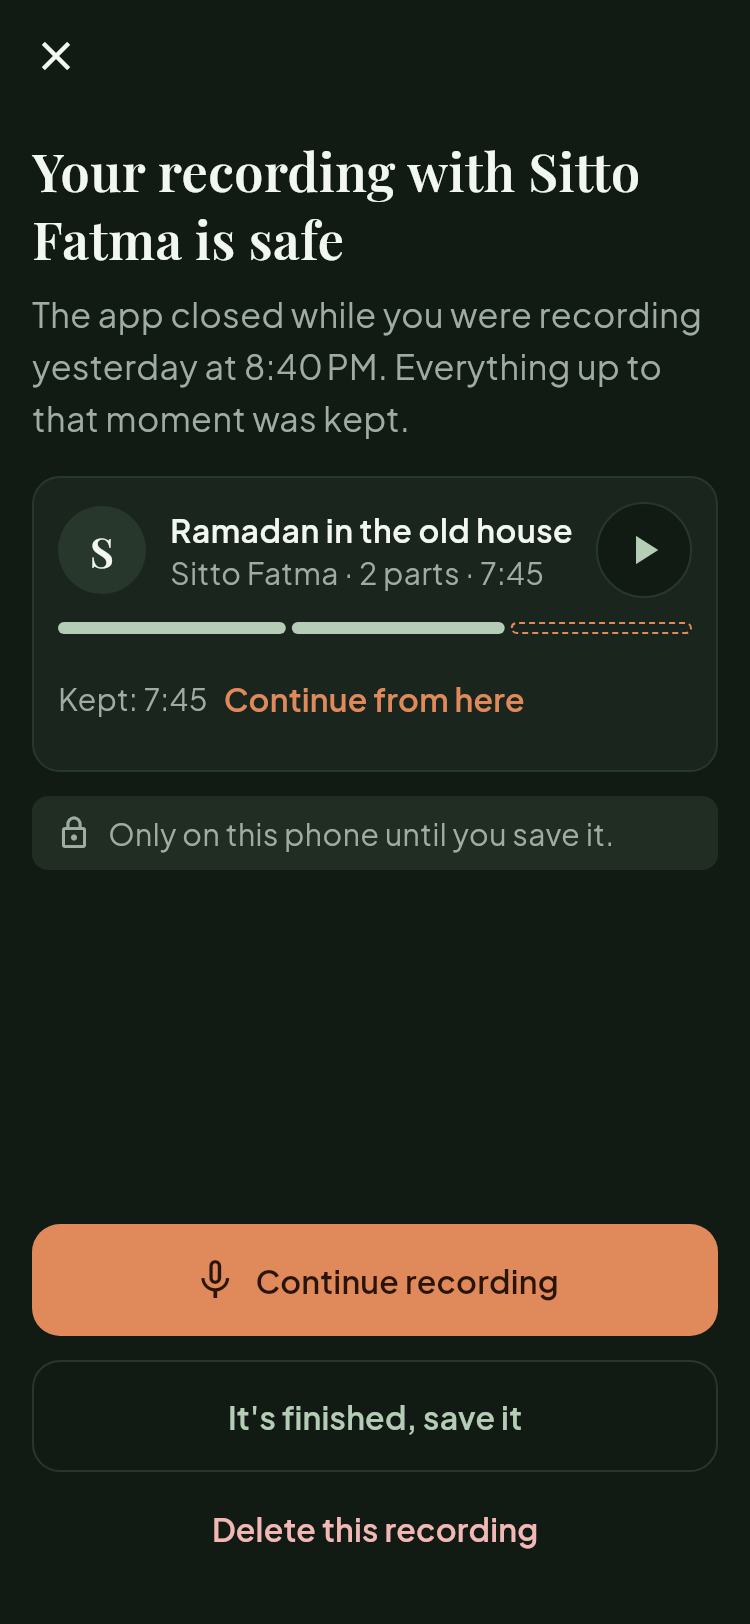 Your recording with Sitto
Fatma is safe
The app closed while you were recording
yesterday at 8:40 PM. Everything up to
that moment was kept.
S
Ramadan in the old house
Sitto Fatma · 2 parts · 7:45
Kept: 7:45 Continue from here
Only on this phone until you save it.
Continue recording
It's finished, save it
Delete this recording